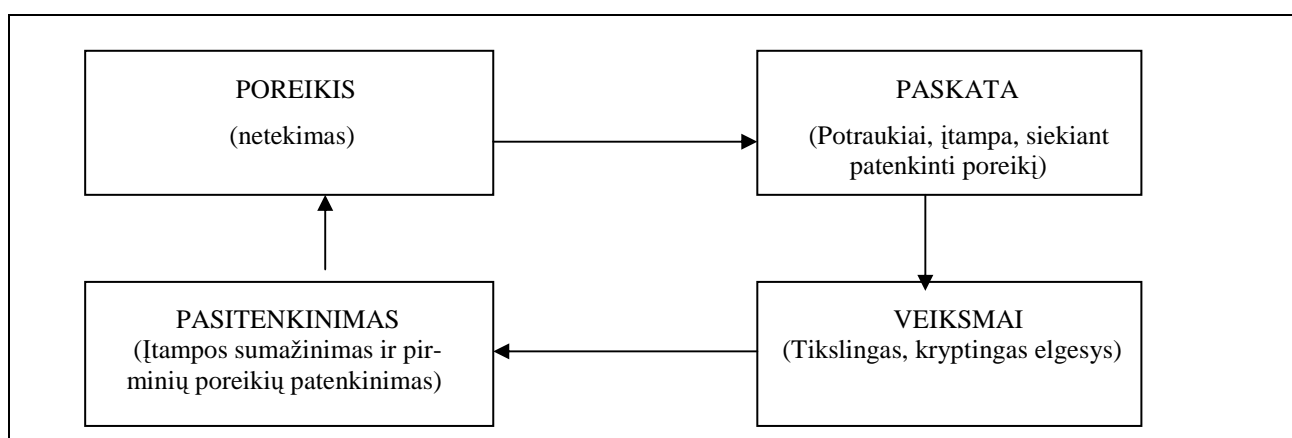 POREIKIS
(netekimas)
PASKATA
(Potraukiai, įtampa, siekiant
patenkinti poreikį)
PASITENKINIMAS
(Įtampos sumažinimas ir pir-
minių poreikių patenkinimas)
VEIKSMAI
(Tikslingas, kryptingas elgesys)